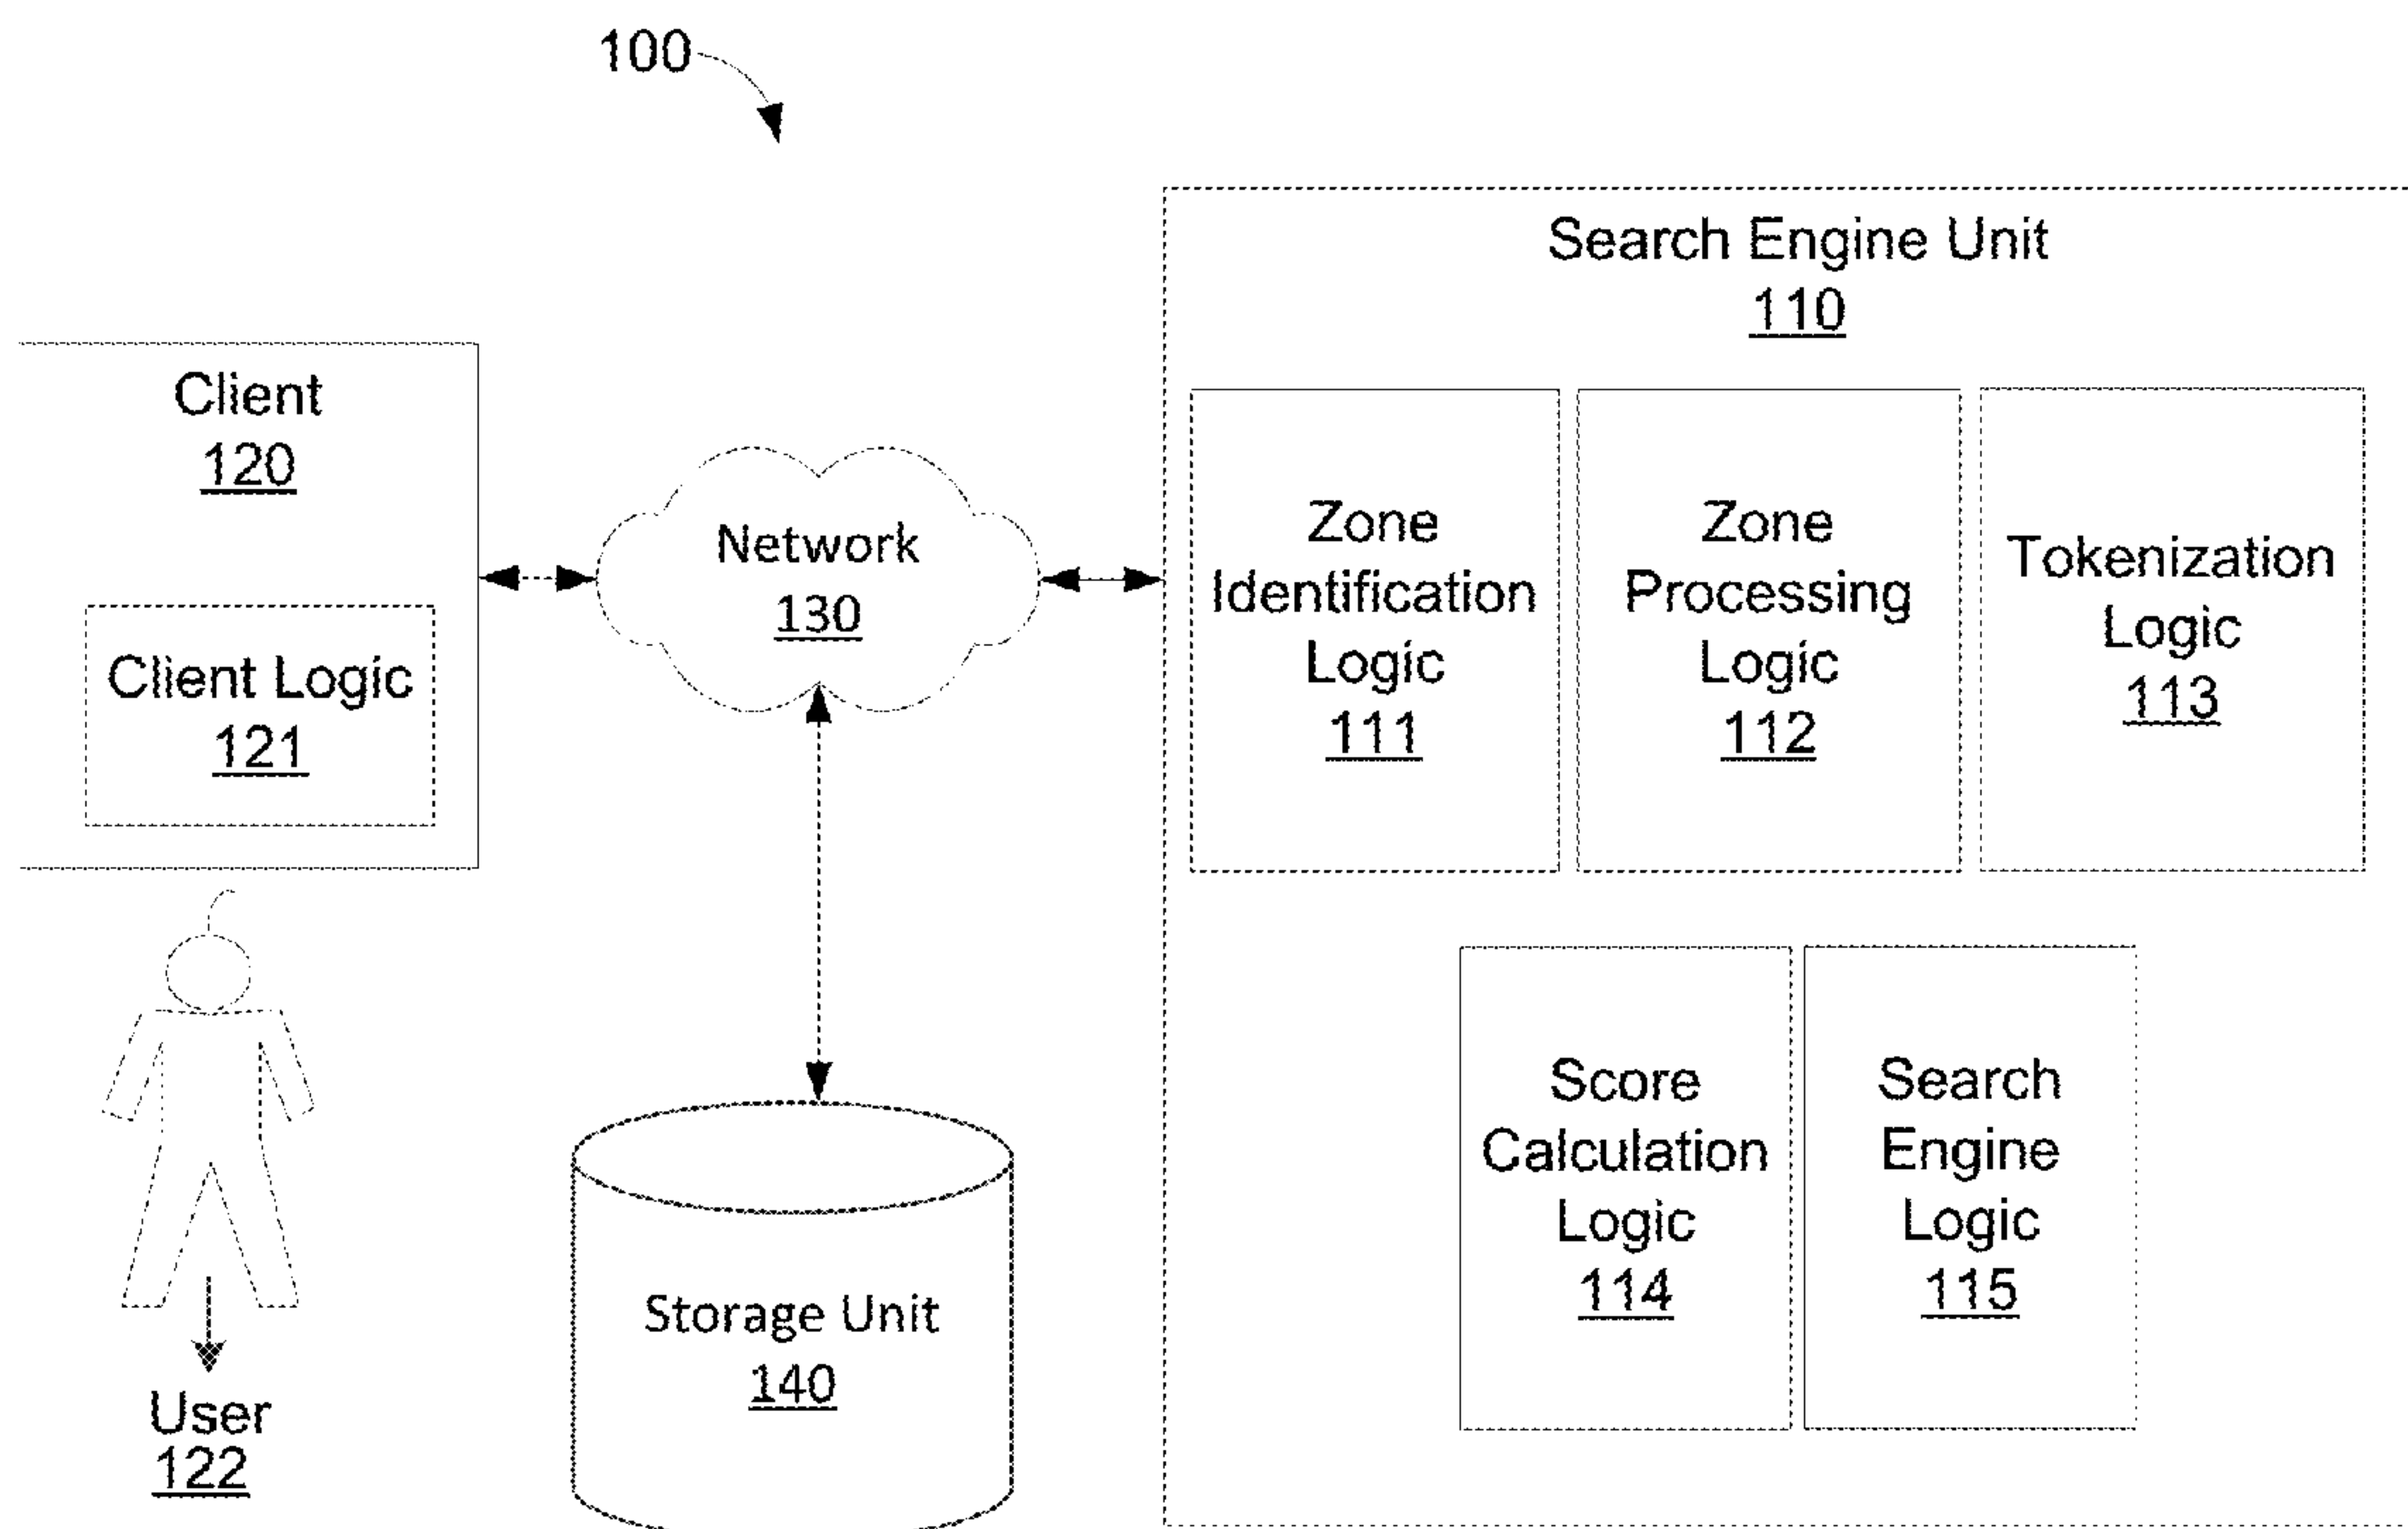 100
Search Engine Unit
110
Client
120
Client Logic
121
Network
130
Zone
Identification
Logic
111
Zone
Processing
Logic
112
Tokenization
Logic
113
Score
Calculation
Logic
114
Search
Engine
Logic
115
Storage Unit
140
User
122